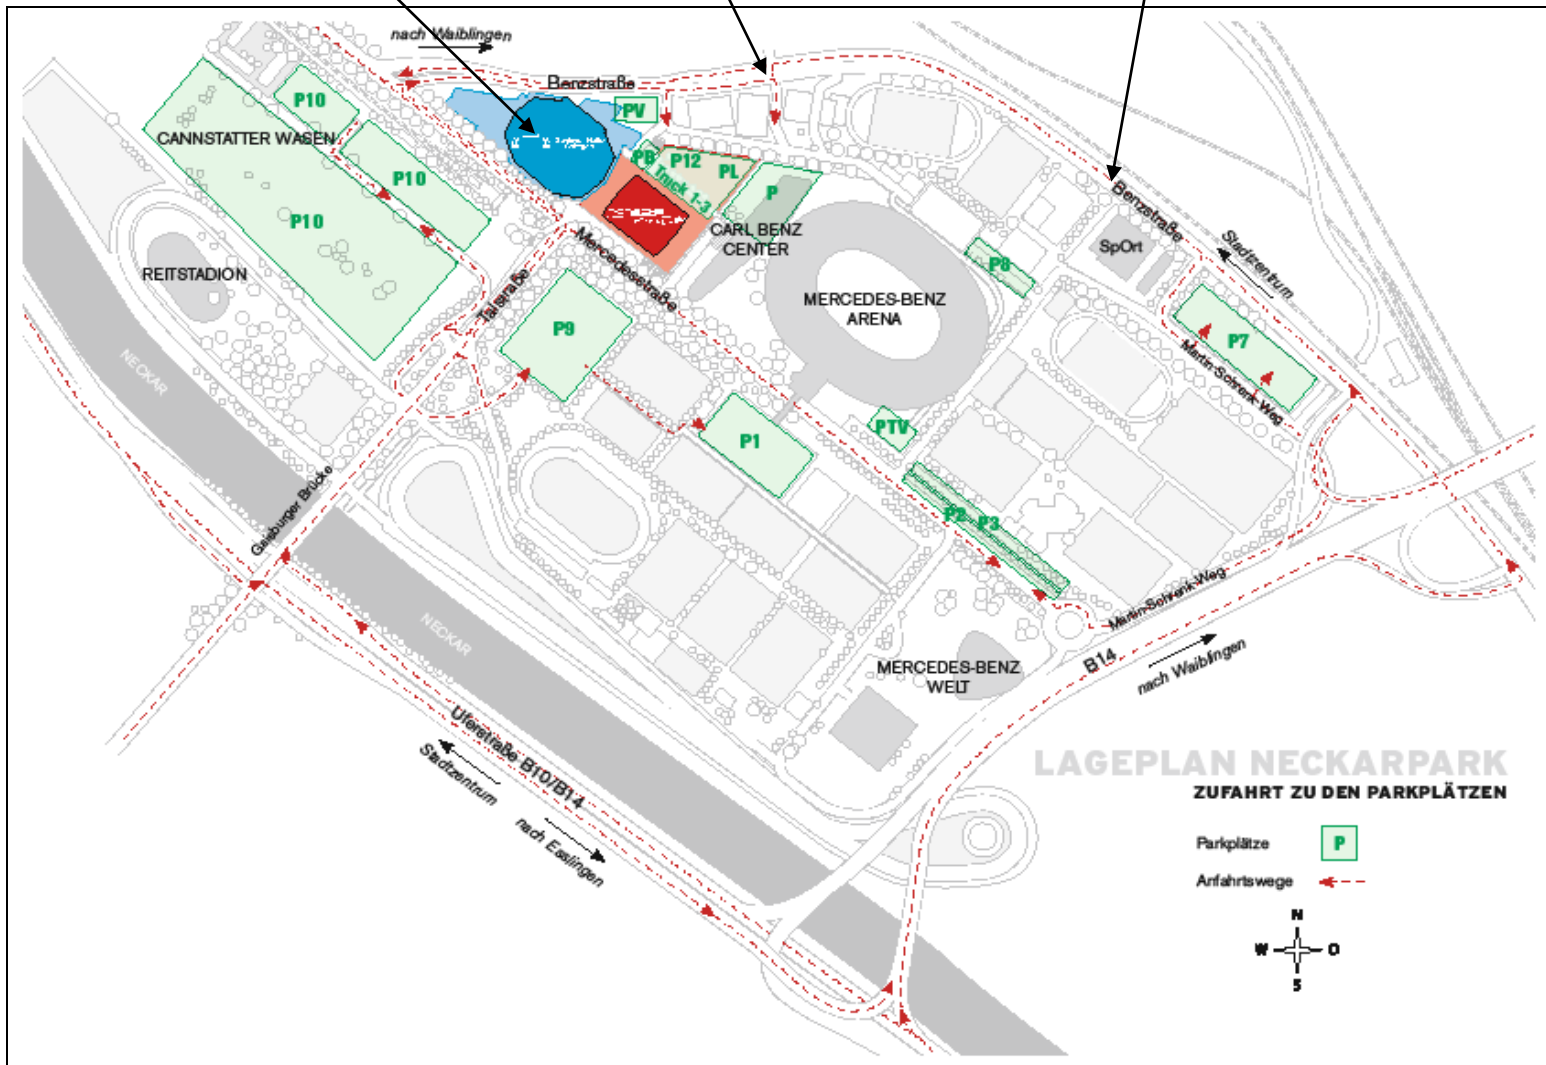 nach Waiblingen
Benzstraße
P10
PV
CANNSTATTER WASEN
PB
P12
PL
Truck 1-3
P
P10
P10
CARL BENZ
CENTER
Benzstraße
SpOrt
Stadtzentrum
REITSTADION
Mercedesstraße
P8
Talstraße
MERCEDES-BENZ
ARENA
P9
P7
Martin-Schrenk-Weg
NECKAR
PTV
P1
Gaisburger Brücke
P2
P3
NECKAR
Martin-Schrenk-Weg
B14
nach Waiblingen
MERCEDES-BENZ
WELT
Uferstraße B10/B14
Stadtzentrum
nach Esslingen
LAGEPLAN NECKARPARK
ZUFAHRT ZU DEN PARKPLÄTZEN
Parkplätze
P
Anfahrtswege
N
W
O
S